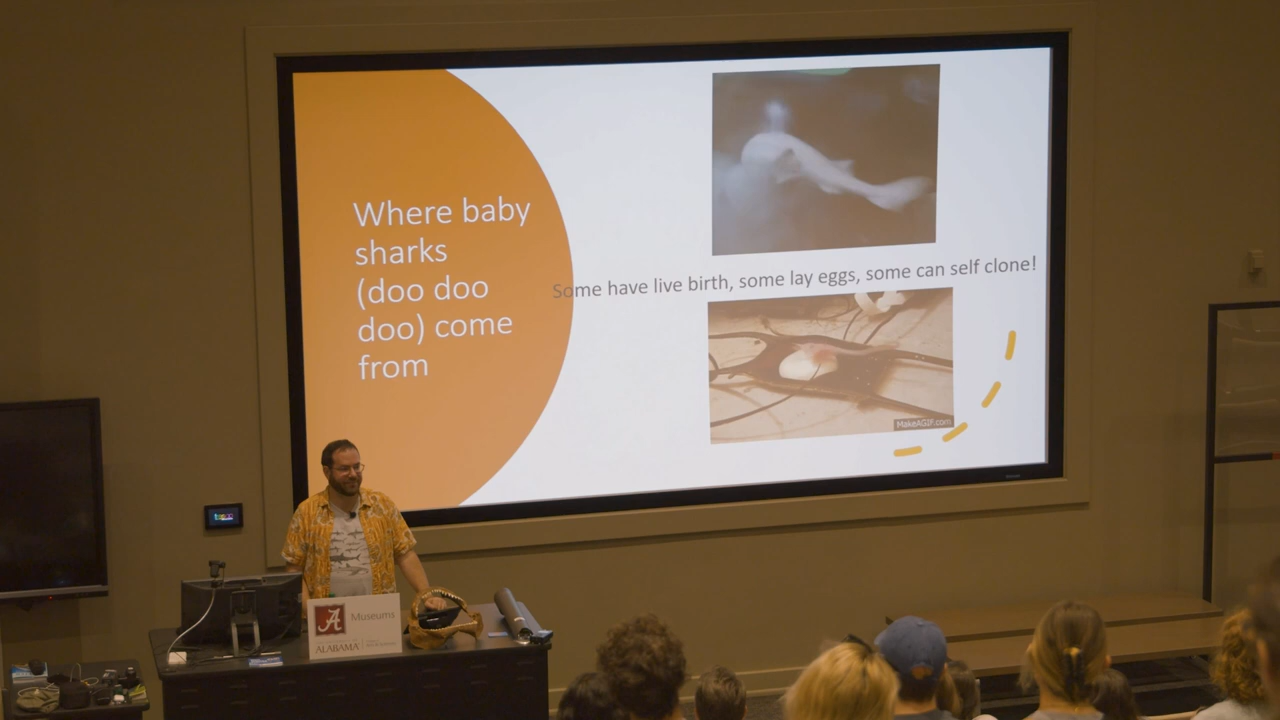 Where baby
sharks
(doo doo
doo) come
from
Some have live birth, some lay eggs, some can self clone!
MakeAGIF.com
A
Museums
ALABAMA